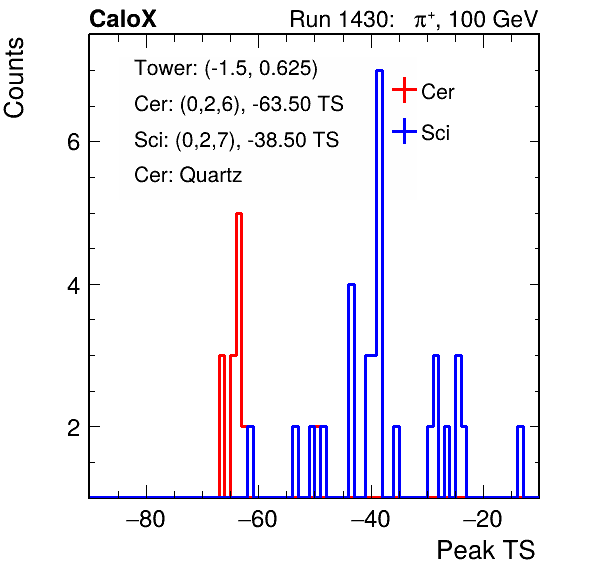 CaloX Run 1430: π⁺, 100 GeV
Counts
Tower: (-1.5, 0.625)
Cer: (0,2,6), -63.50 TS
Sci: (0,2,7), -38.50 TS
Cer: Quartz
Cer
Sci
6
4
2
−80 −60 −40 −20
Peak TS